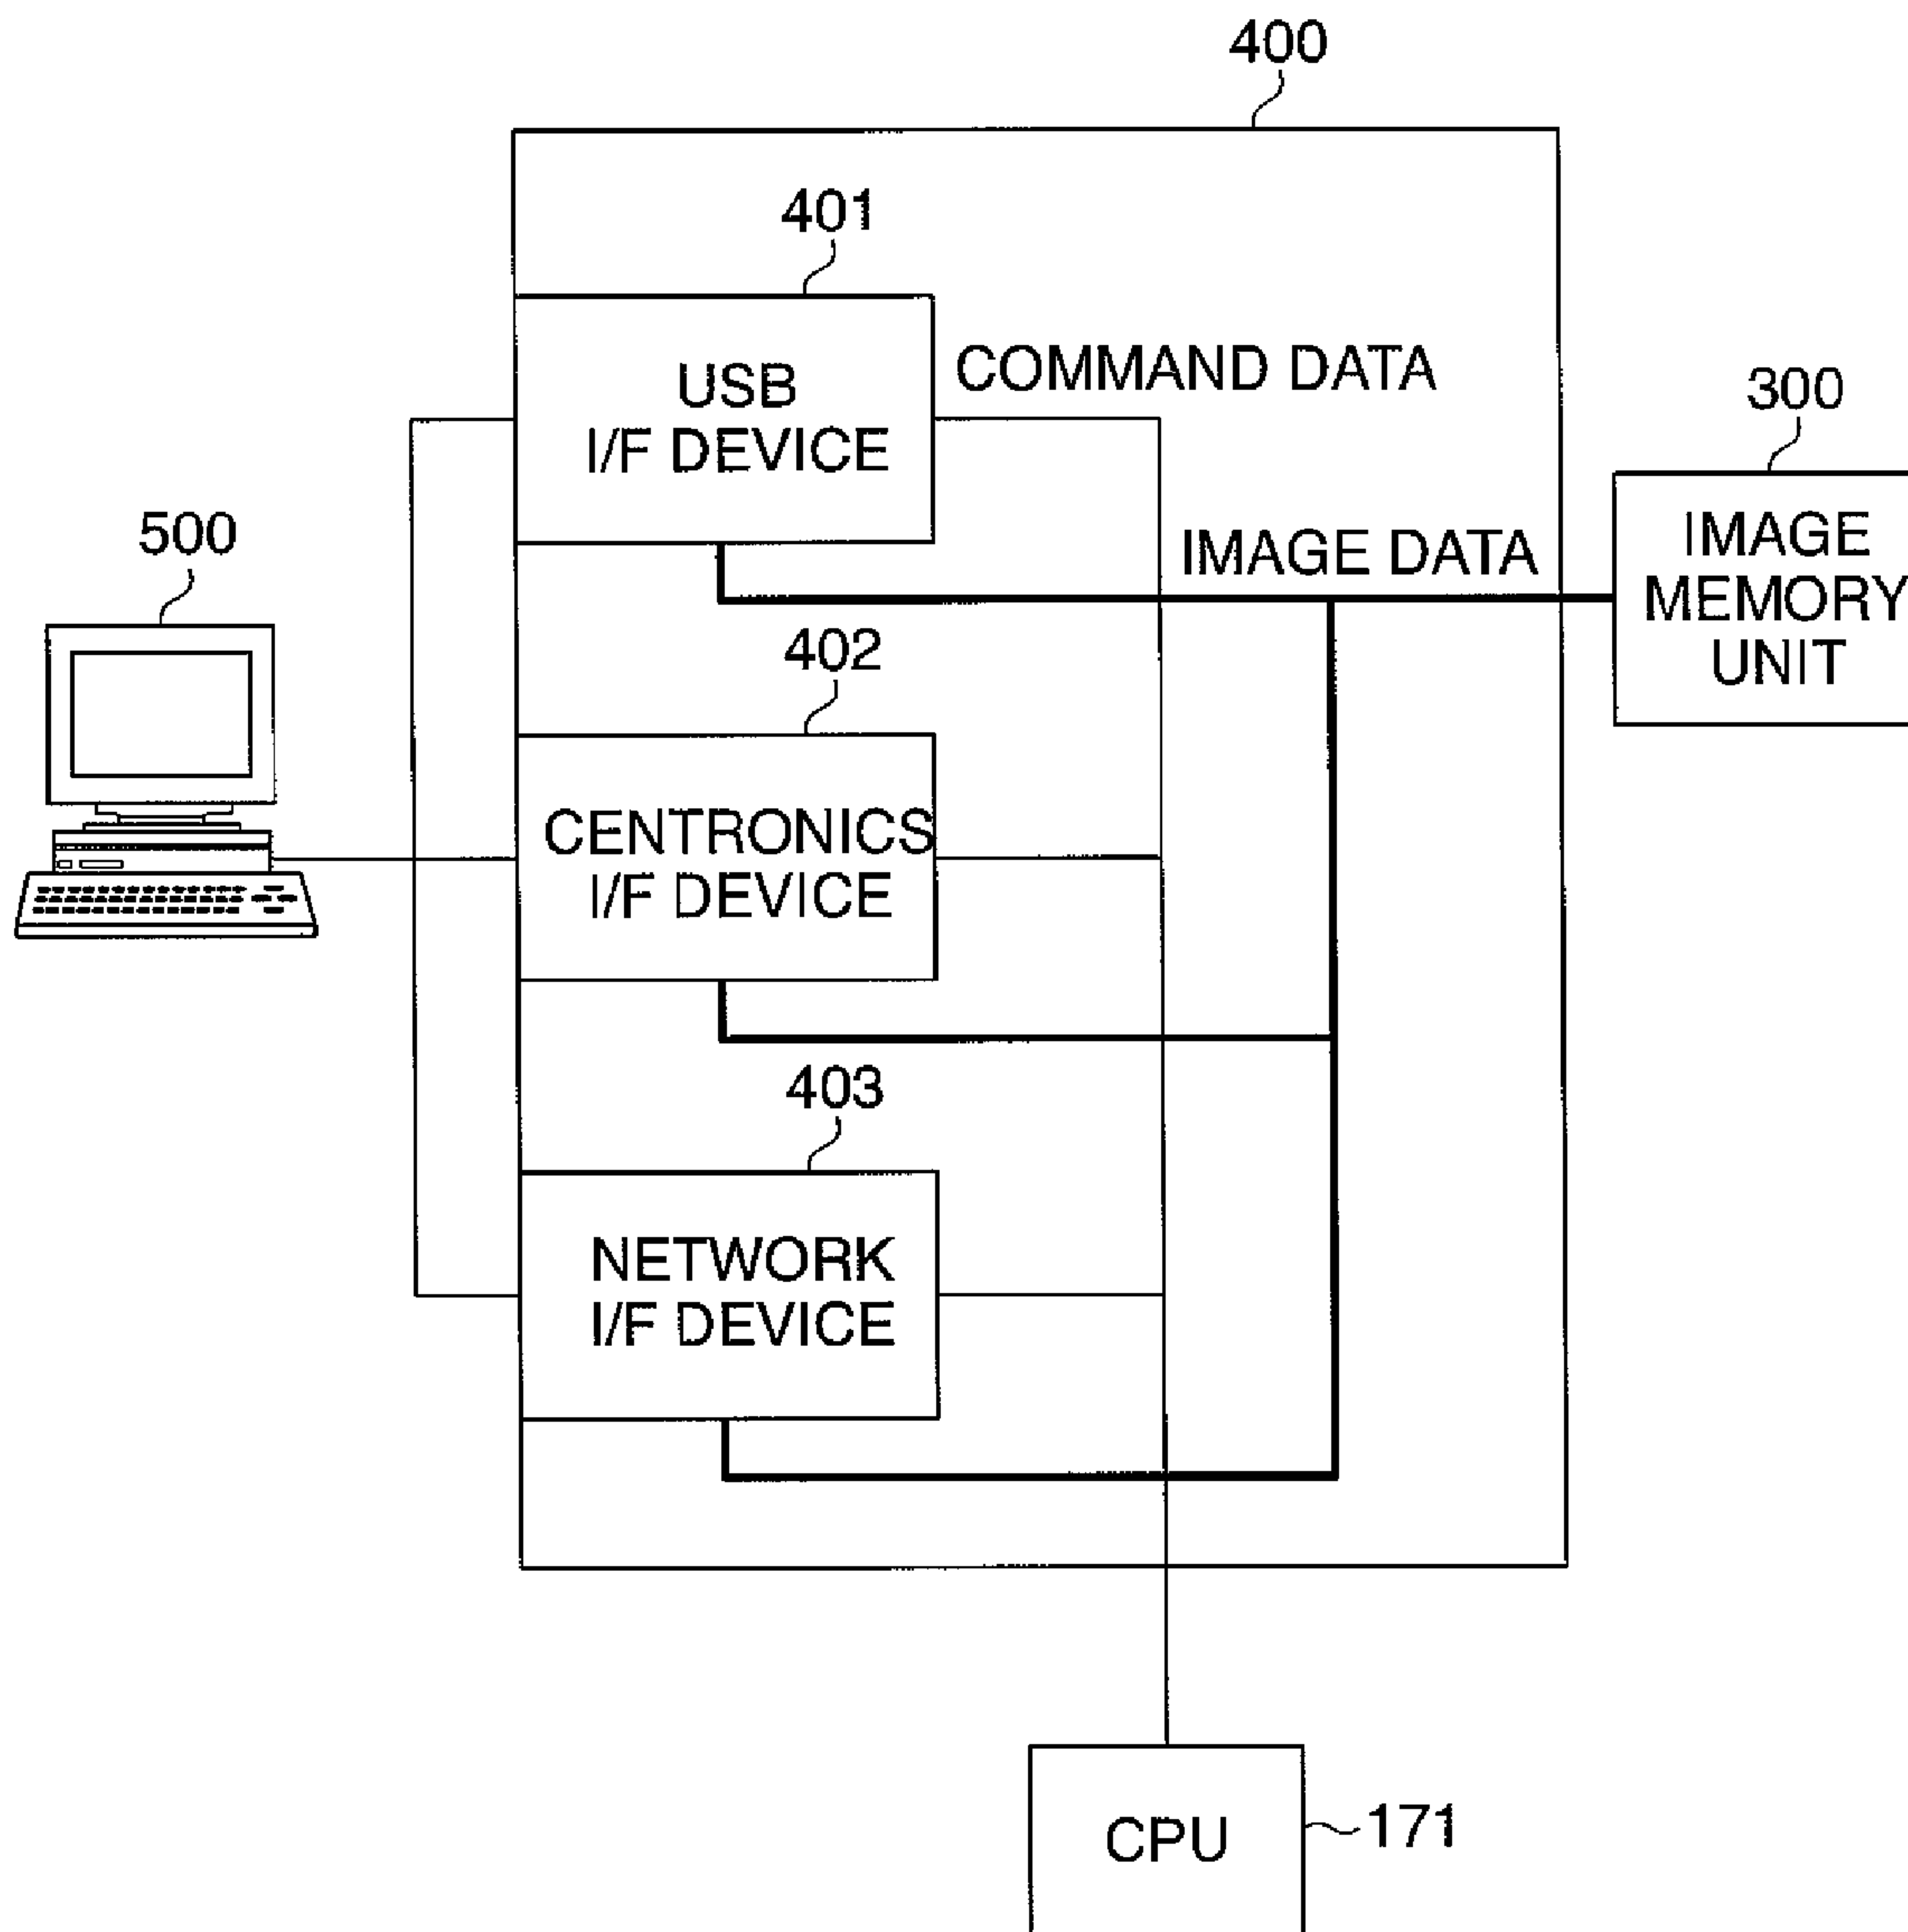 400
401
USB
I/F DEVICE
COMMAND DATA
300
IMAGE
MEMORY
UNIT
IMAGE DATA
500
402
CENTRONICS
I/F DEVICE
403
NETWORK
I/F DEVICE
CPU
171